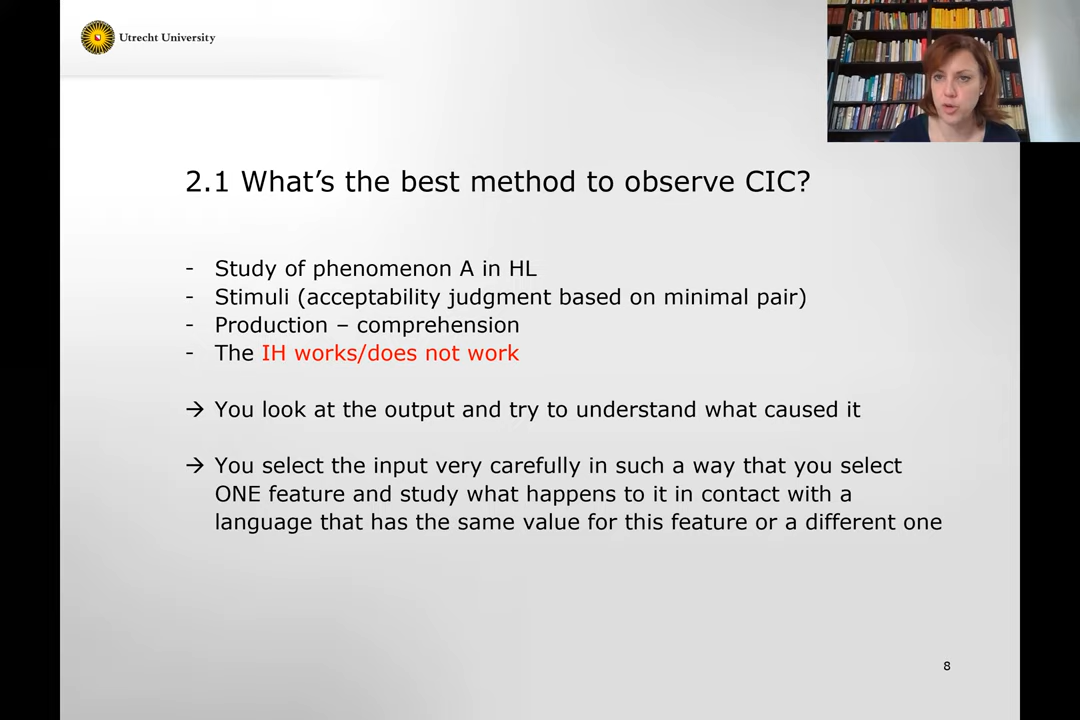 Utrecht University
2.1 What's the best method to observe CIC?
- Study of phenomenon A in HL
- Stimuli (acceptability judgment based on minimal pair)
- Production – comprehension
- The IH works/does not work
→ You look at the output and try to understand what caused it
→ You select the input very carefully in such a way that you select
ONE feature and study what happens to it in contact with a
language that has the same value for this feature or a different one
8